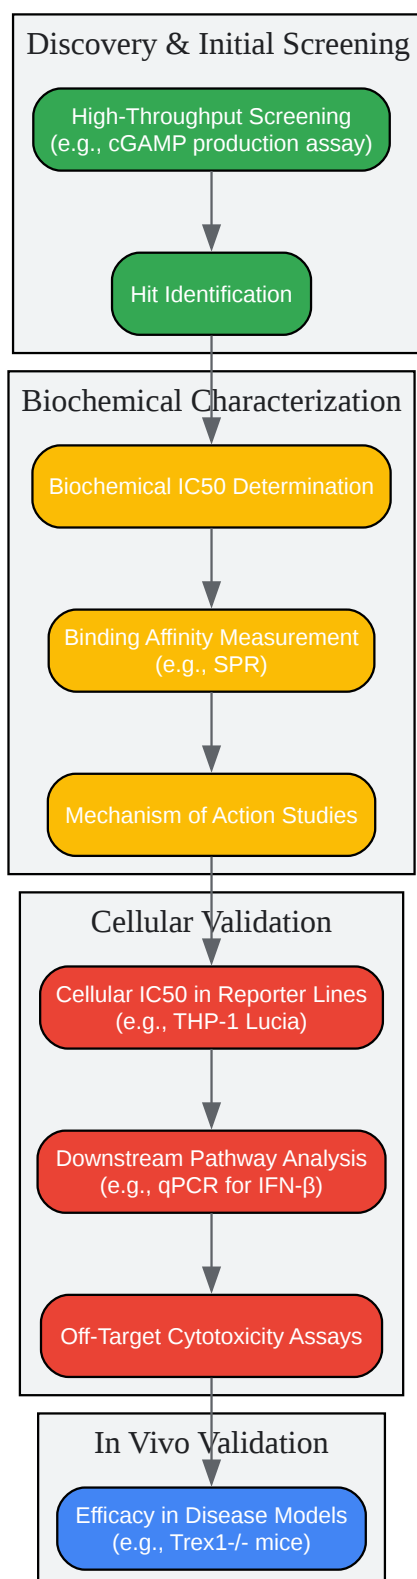 Discovery & Initial Screening
High-Throughput Screening
(e.g., cGAMP production assay)
Hit Identification
Biochemical Characterization
Biochemical IC50 Determination
Binding Affinity Measurement
(e.g., SPR)
Mechanism of Action Studies
Cellular Validation
Cellular IC50 in Reporter Lines
(e.g., THP-1 Lucia)
Downstream Pathway Analysis
(e.g., qPCR for IFN-β)
Off-Target Cytotoxicity Assays
In Vivo Validation
Efficacy in Disease Models
(e.g., Trex1-/- mice)